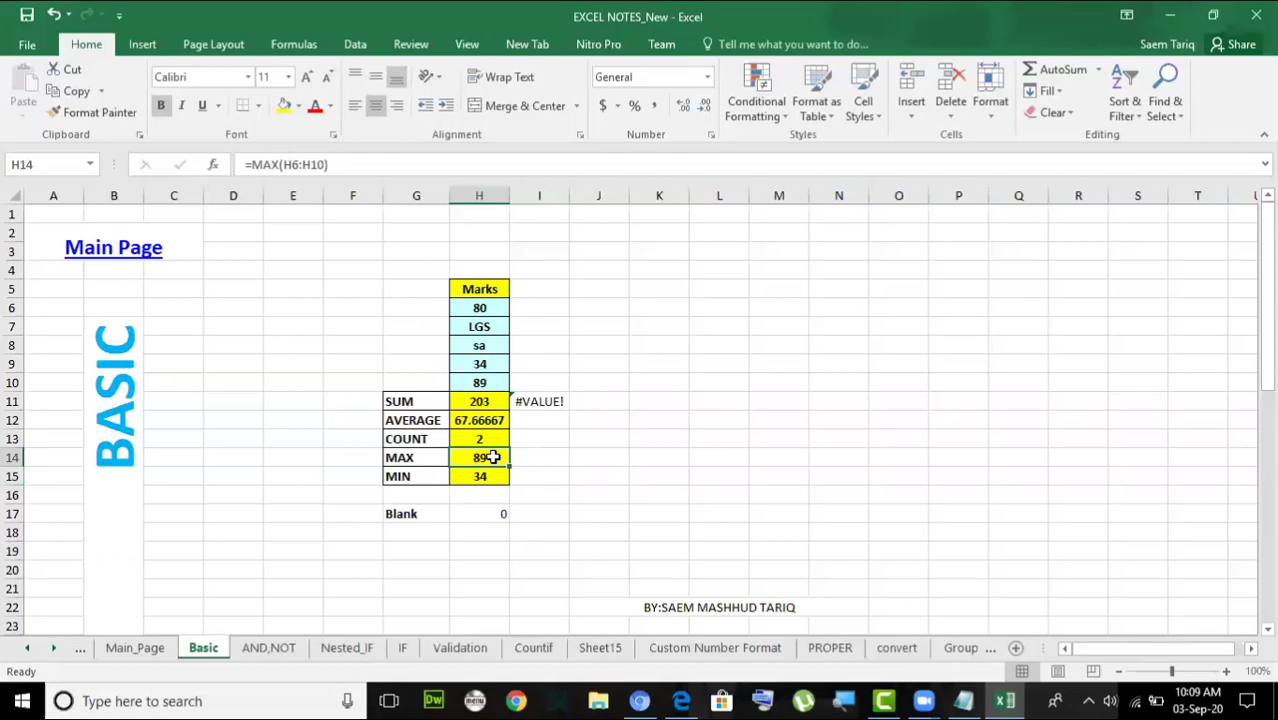 EXCEL NOTES_New - Excel
File Home Insert Page Layout Formulas Data Review View New Tab Nitro Pro Team Tell me what you want to do... Saem Tariq Share
Paste Cut Copy Format Painter
Calibri 11 A A B I U A
Wrap Text Merge & Center
General $ % ,
Conditional Formatting Format as Table Cell Styles
Insert Delete Format
AutoSum Fill Clear
Sort & Filter Find & Select
Clipboard Font Alignment Number Styles Cells Editing
H14 fx =MAX(H6:H10)
A B C D E F G H I J K L M N O P Q R S T U
1
2
3 Main Page
4
5 Marks
6 80
7 LGS
8 sa
9 34
10 89
11 SUM 203 #VALUE!
12 AVERAGE 67.66667
13 COUNT 2
14 MAX 89
15 MIN 34
16
17 Blank 0
18
19
20
21
22 BY:SAEM MASHHUD TARIQ
23
BASIC
... Main_Page Basic AND,NOT Nested_IF IF Validation Countif Sheet15 Custom Number Format PROPER convert Group ...
Ready 100%
Type here to search Dw menu 10:09 AM
03-Sep-20